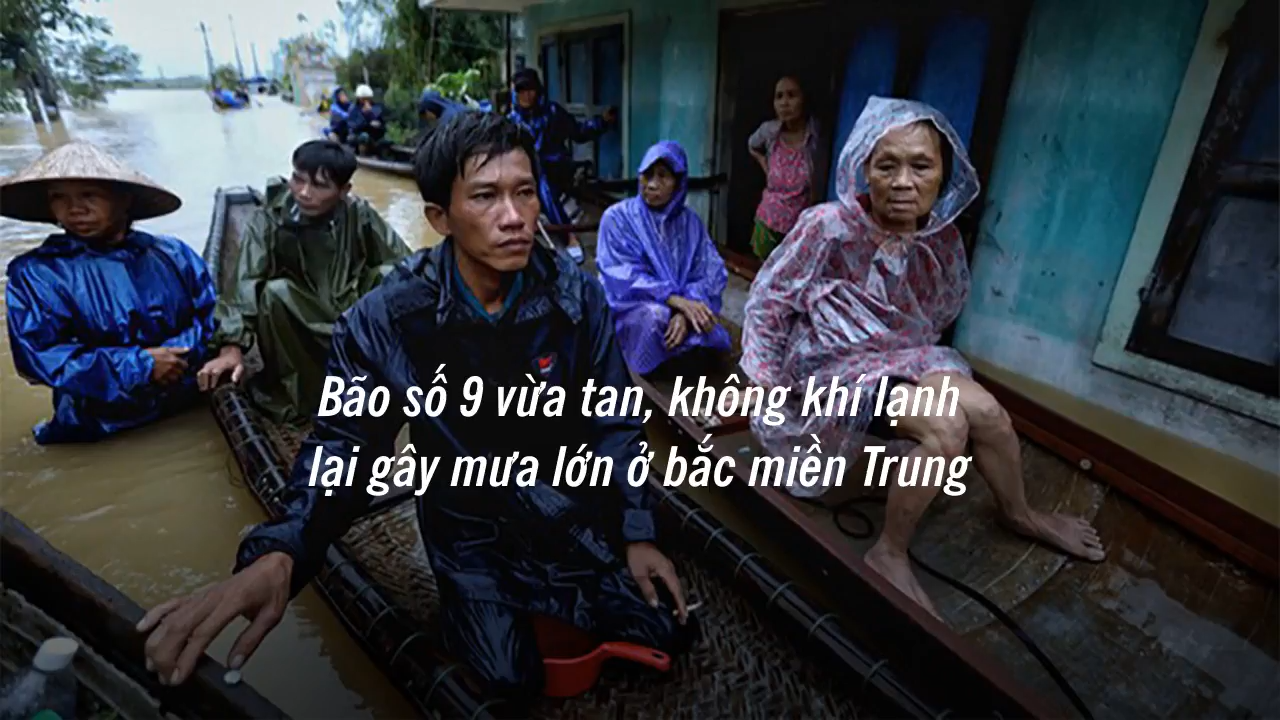 Bão số 9 vừa tan, không khí lạnh
lại gây mưa lớn ở bắc miền Trung